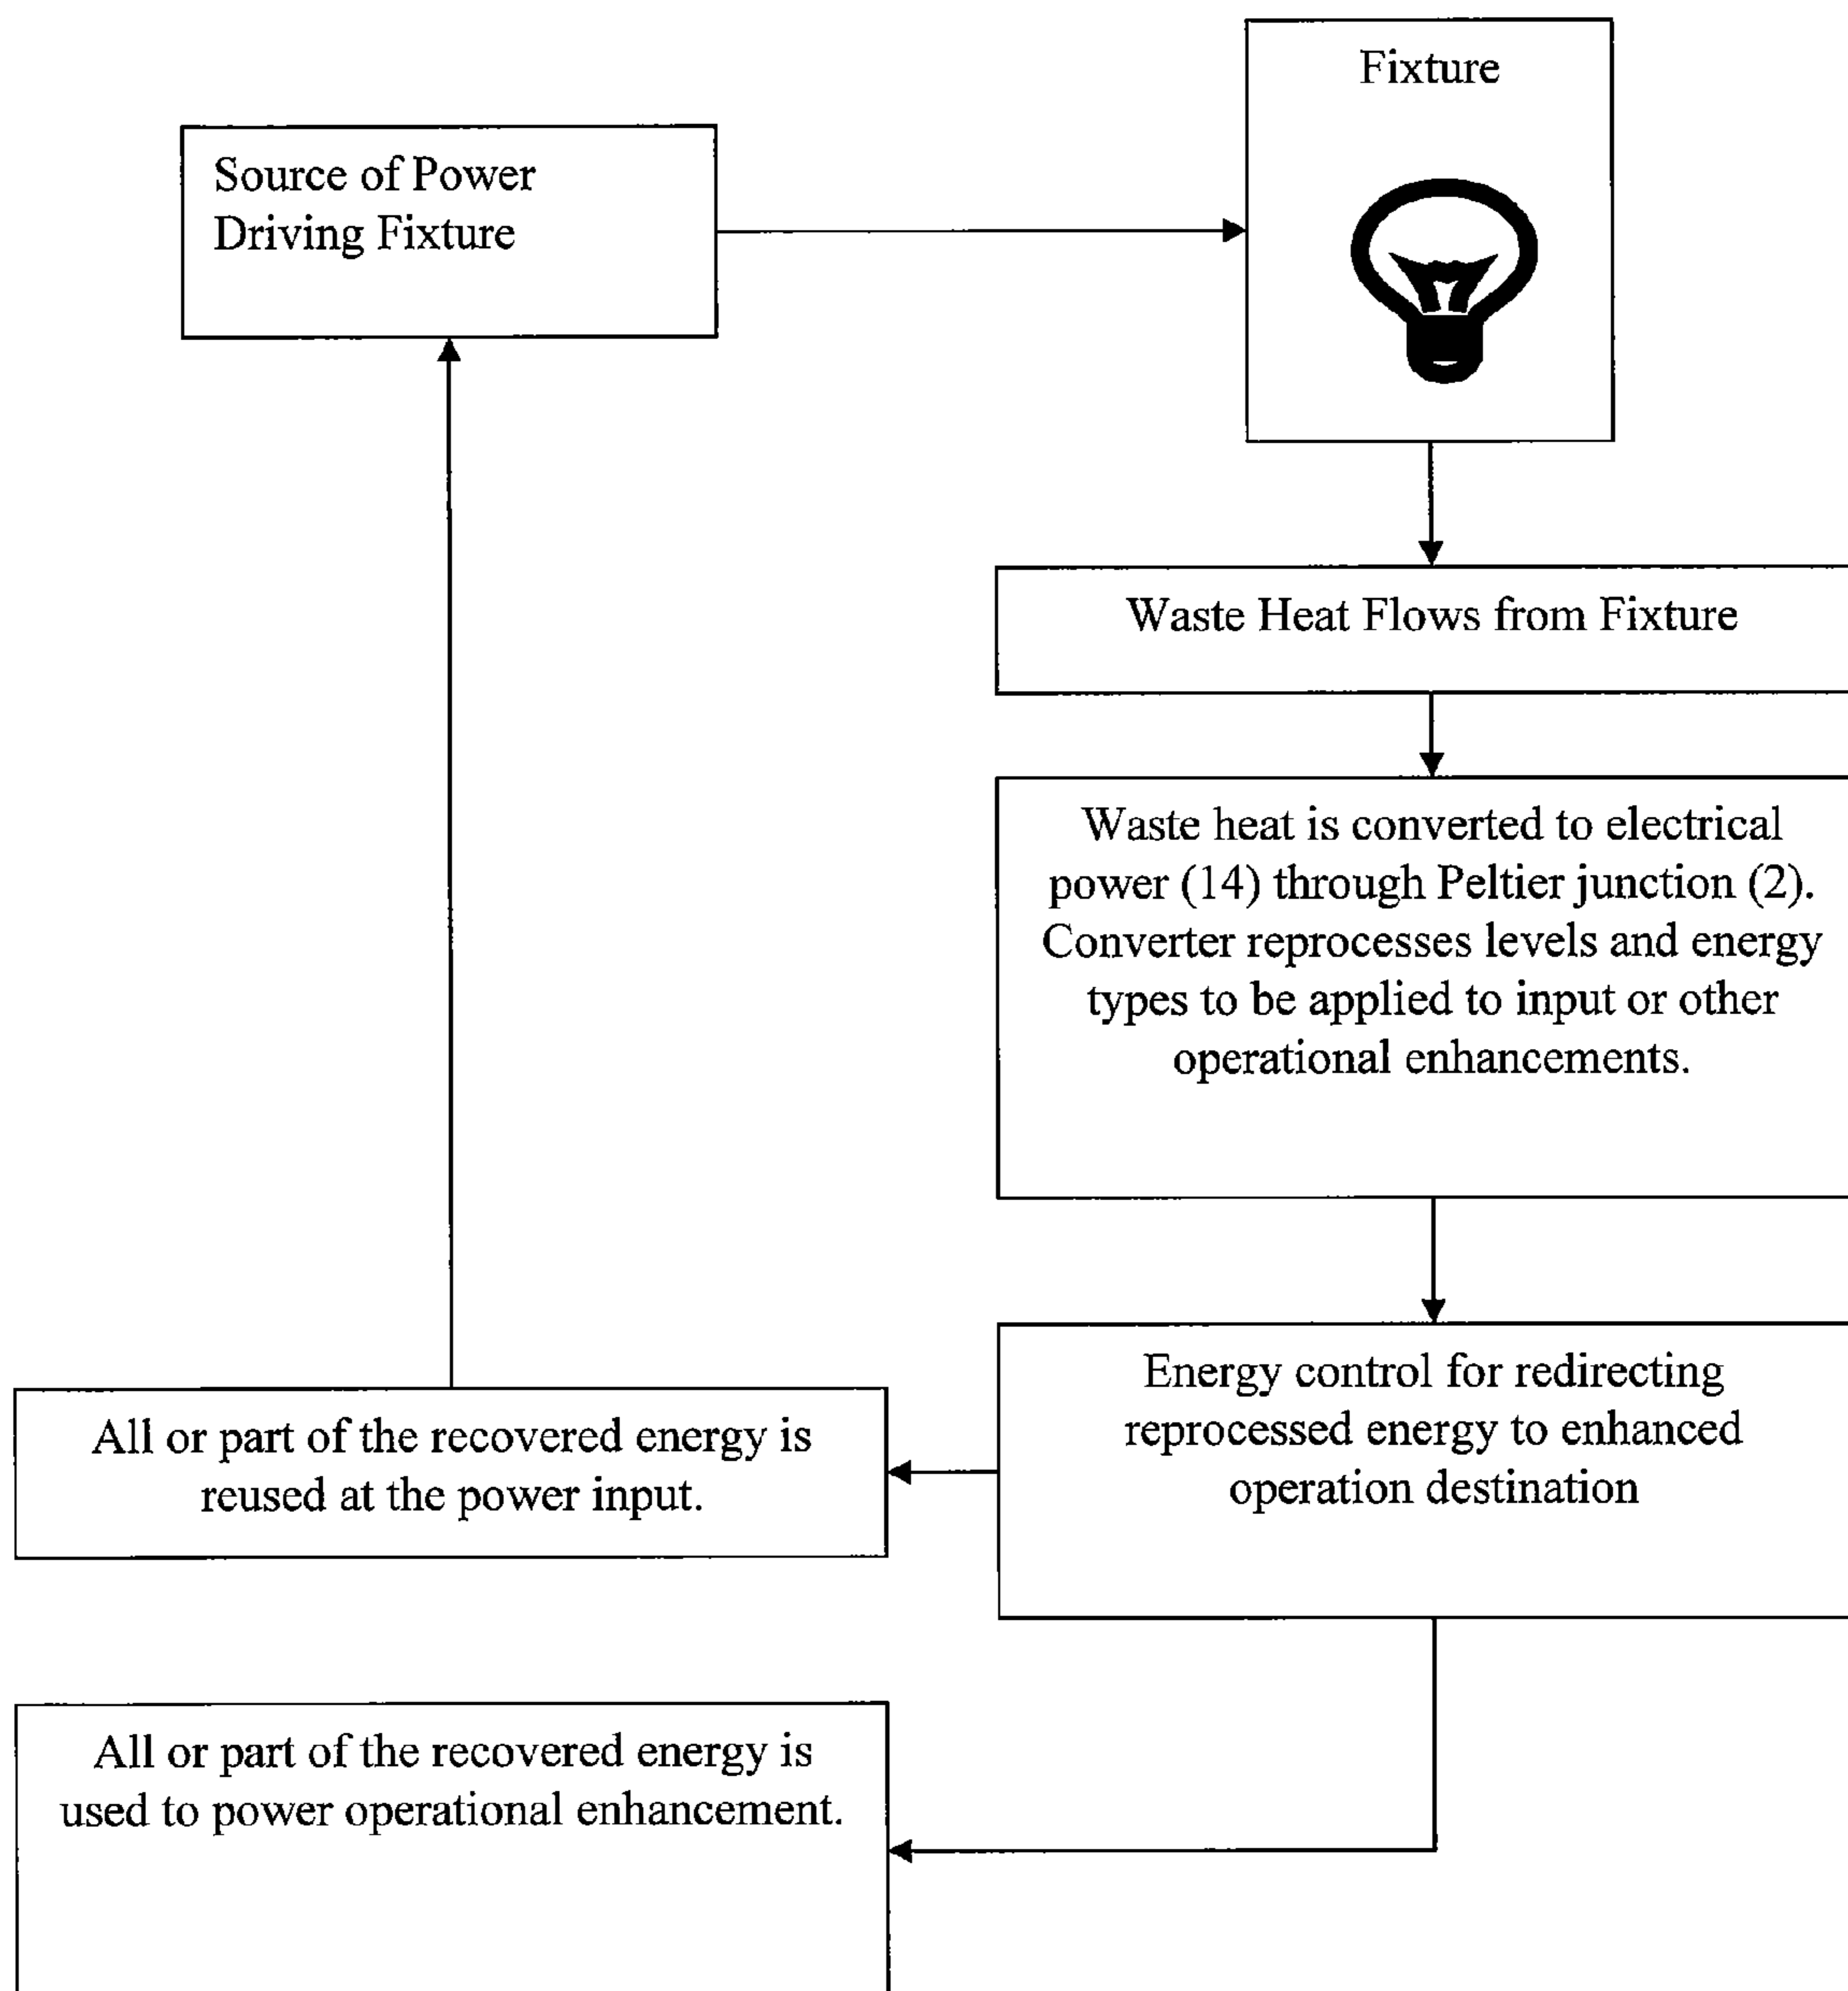 Fixture
Source of Power
Driving Fixture
Waste Heat Flows from Fixture
Waste heat is converted to electrical
power (14) through Peltier junction (2).
Converter reprocesses levels and energy
types to be applied to input or other
operational enhancements.
Energy control for redirecting
reprocessed energy to enhanced
operation destination
All or part of the recovered energy is
reused at the power input.
All or part of the recovered energy is
used to power operational enhancement.